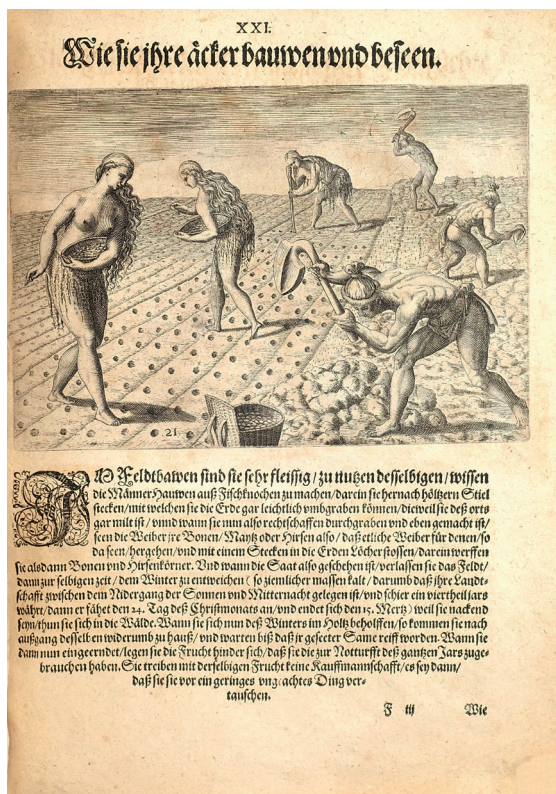 XXI.
Wie sie jhre äcker bauwen vnd beseen.
21
IM Feldtbawen sind sie sehr fleissig / zu nutzen desselbigen / wissen
die Männer Hauwen auß Fischknochen zu machen / darein sie hernach höltzern Stiel
stecken / mit welchen sie die Erde gar leichtlich vmbgraben können / dieweil sie deß orts
gar milt ist / vnnd wann sie nun also rechtschaffen durchgraben vnd eben gemacht ist /
seen die Weiber jre Bonen / Maytz oder Hirsen also / daß etliche Weiber für denen / so
da seen / hergehen / vnd mit einem Stecken in die Erden Löcher stossen / darein werffen
sie alsdann Bonen vnd Hirsenkörner. Vnd wann die Saat also geschehen ist / verlassen sie das Feldt /
dann zur selbigen zeit / dem Winter zu entweichen ( so ziemlicher massen kalt / darumb daß jhr Landt-
schafft zwischen dem Nidergang der Sonnen vnd Mitternacht gelegen ist / vnd schier ein viertheil jars
währt / dann er fähet den 24. Tag deß Christmonats an / vnd endet sich den 15. Mertz) weil sie nackend
seyn / thun sie sich in die Wälde. Wann sie sich nun deß Winters im Holtz beholffen / so kommen sie nach
außgang desselben widerumb zu hauß / vnd warten biß daß jr geseeter Same reiff worden. Wann sie
dann nun eingeerndet / legen sie die Frucht hinder sich / daß sie die zur Notturfft deß gantzen Jars zuge-
brauchen haben. Sie treiben mit derselbigen Frucht keine Kauffmannschafft / es sey dann /
daß sie sie vor ein geringes vngeachtes Ding ver-
tauschen.
F iij Wie